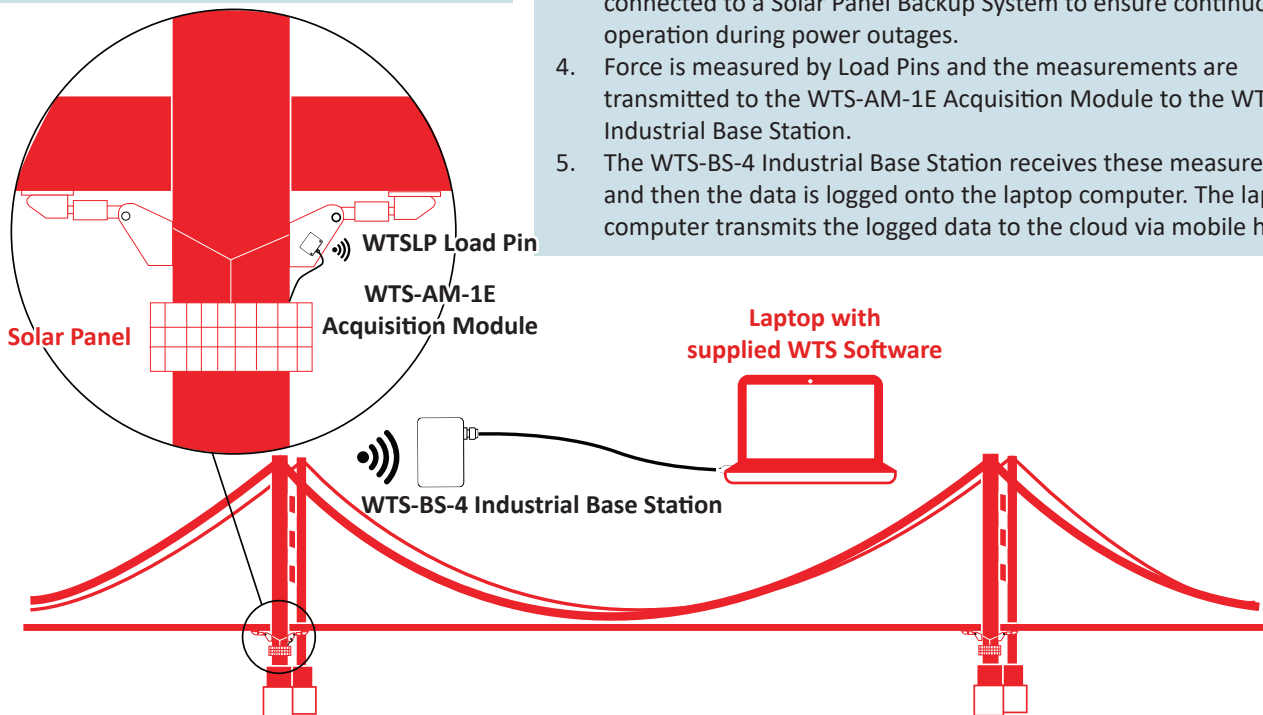 connected to a Solar Panel Backup System to ensure
operation during power outages.
4. Force is measured by Load Pins and the measurements are
transmitted to the WTS-AM-1E Acquisition Module to the
Industrial Base Station.
5. The WTS-BS-4 Industrial Base Station receives these
and then the data is logged onto the laptop computer. The
computer transmits the logged data to the cloud via mobile
WTSLP Load Pin
WTS-AM-1E
Acquisition Module
Solar Panel
Laptop with
supplied WTS Software
WTS-BS-4 Industrial Base Station